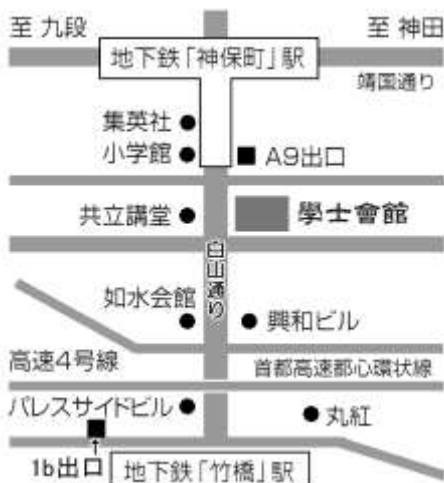 至 九段
至 神田
地下鉄「神保町」駅
靖国通り
集英社
小学館
A9出口
共立講堂
學士會館
白山通り
如水会館
興和ビル
高速4号線
首都高速都心環状線
パレスサイドビル
丸紅
1b出口
地下鉄「竹橋」駅